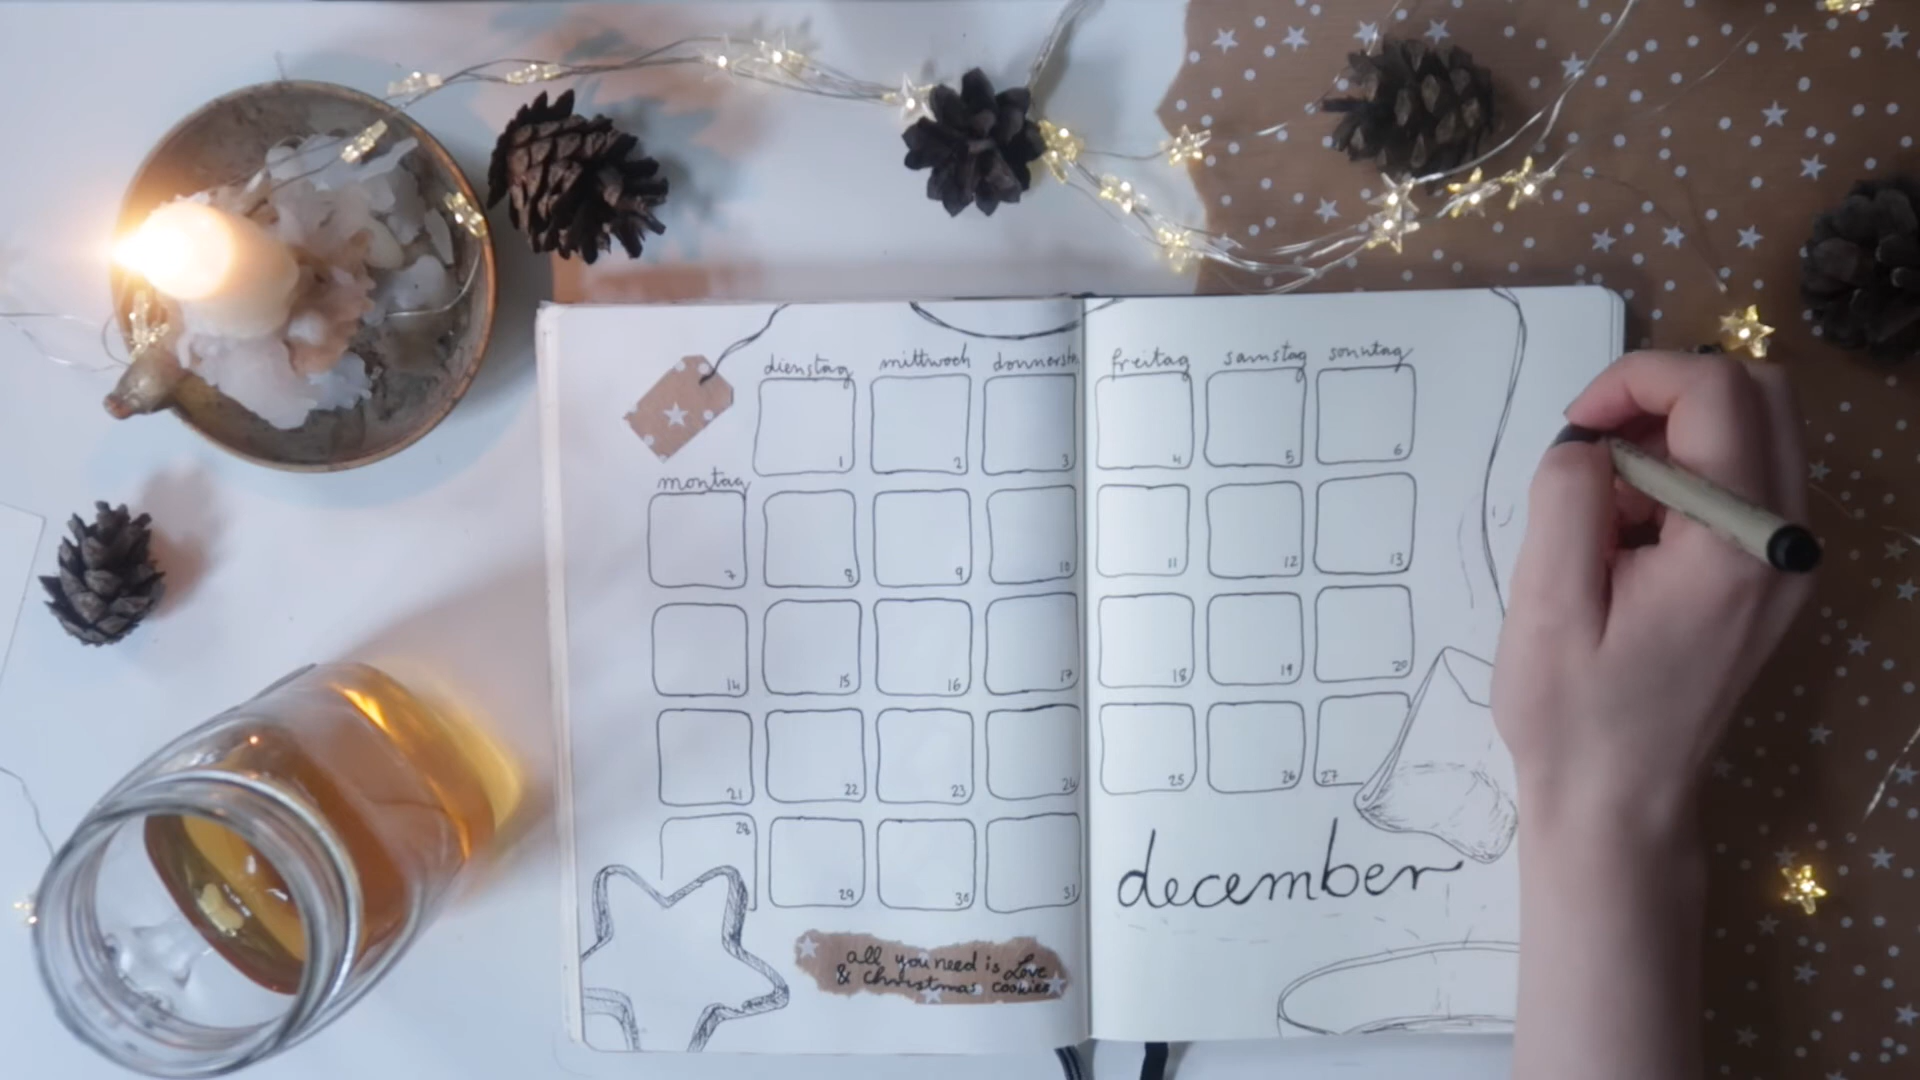 dienstag mittwoch freitag samstag sonntag
1 2 3 4 5 6
montag
7 8 9 10 11 12 13
14 15 16 17 18 19 20
21 22 23 24 25 26 27
28
29 30 31
december
all you need is Love
& Christmas cookies